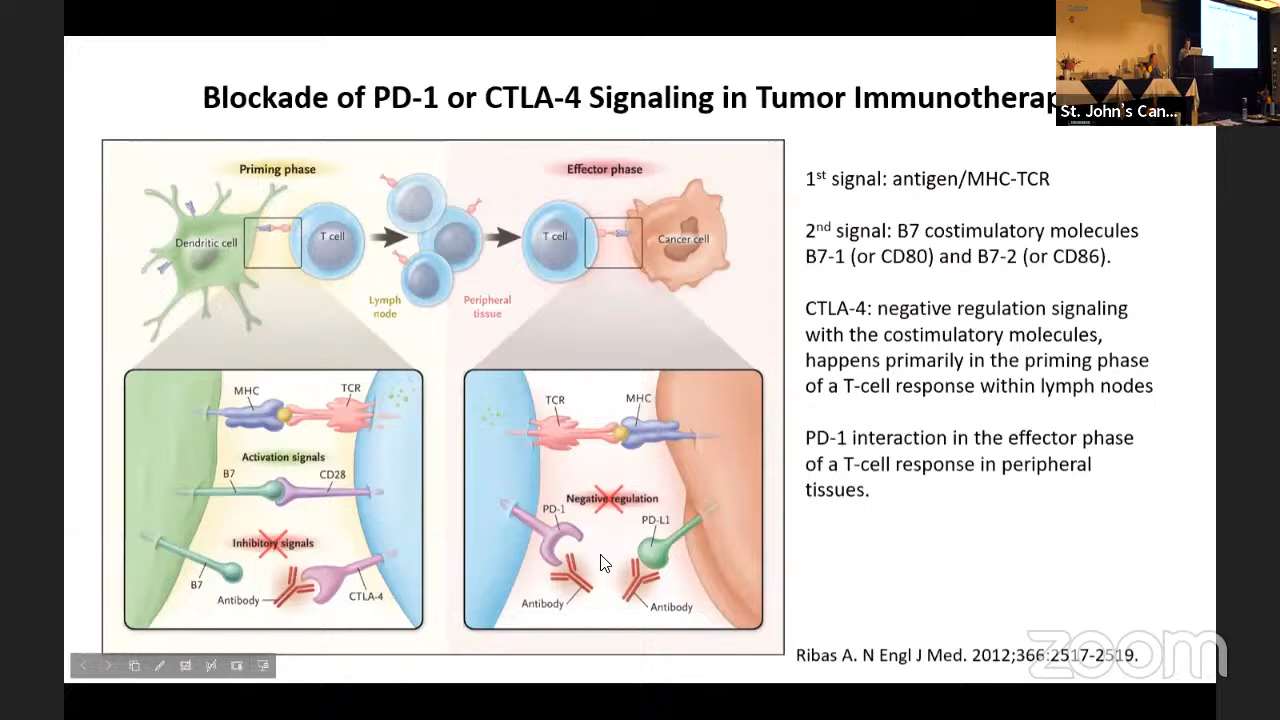 Blockade of PD-1 or CTLA-4 Signaling in Tumor Immunotherap
St. John's Can...
Priming phase
Effector phase
Dendritic cell
T cell
T cell
Cancer cell
Lymph
node
Peripheral
tissue
MHC
TCR
Activation signals
B7
CD28
Inhibitory signals
B7
Antibody
CTLA-4
TCR
MHC
Negative regulation
PD-1
PD-L1
Antibody
Antibody
1st signal: antigen/MHC-TCR
2nd signal: B7 costimulatory molecules
B7-1 (or CD80) and B7-2 (or CD86).
CTLA-4: negative regulation signaling
with the costimulatory molecules,
happens primarily in the priming phase
of a T-cell response within lymph nodes
PD-1 interaction in the effector phase
of a T-cell response in peripheral
tissues.
Ribas A. N Engl J Med. 2012;366:2517-2519.
zoom